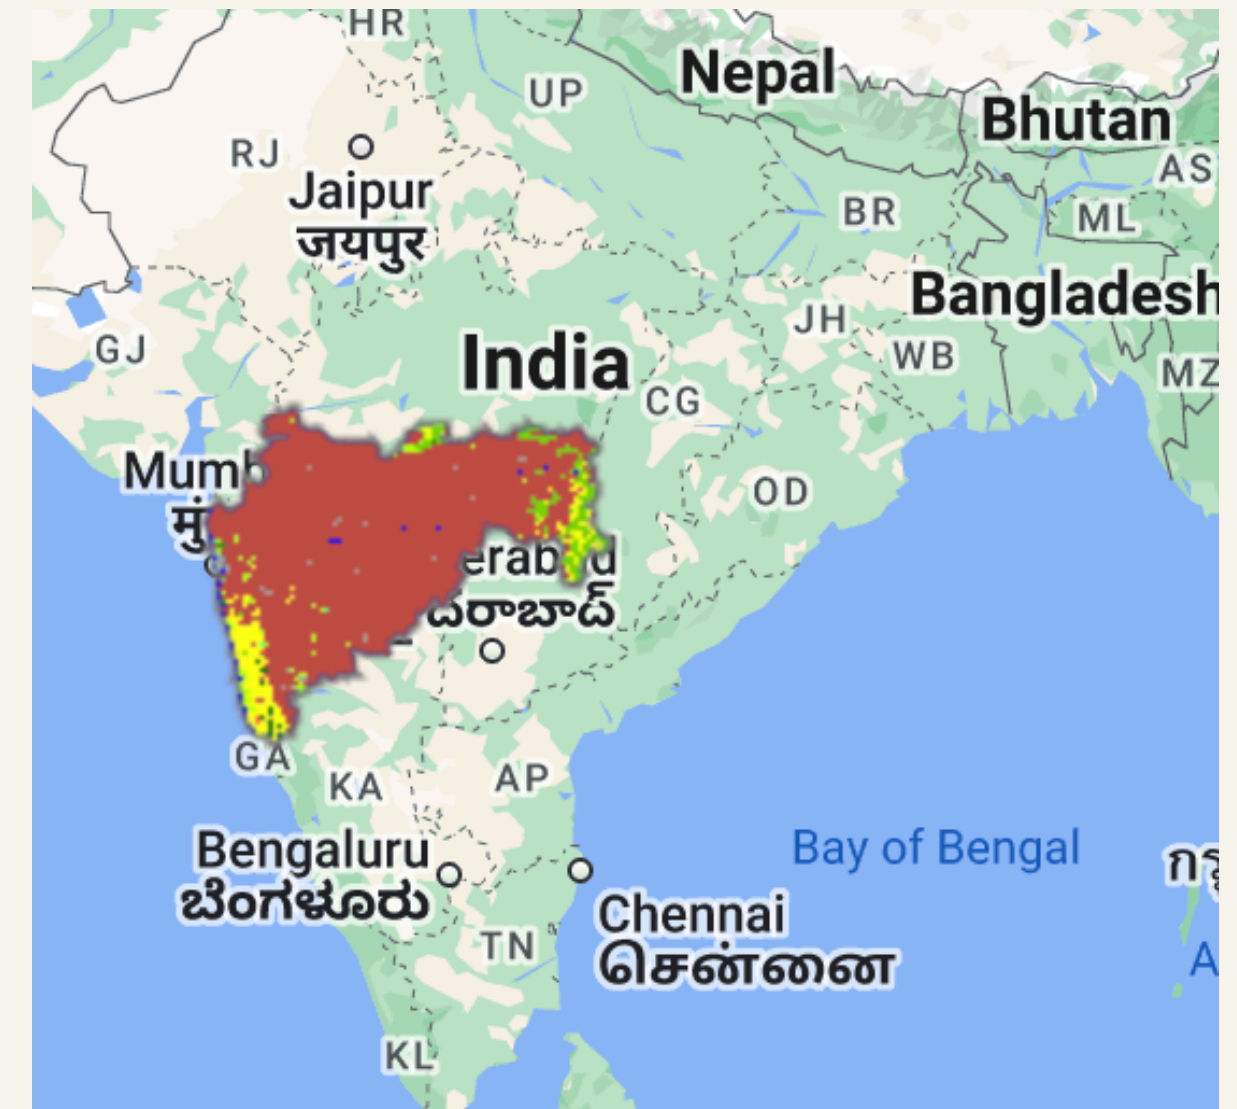 HR
Nepal
UP
Bhutan
RJ
AS
Jaipur
जयपुर
BR
ML
Bangladesh
JH
GJ
WB
India
MZ
CG
OD
GA
KA
AP
Bengaluru
ಬೆಂಗಳೂರು
Bay of Bengal
Chennai
சென்னை
TN
KL